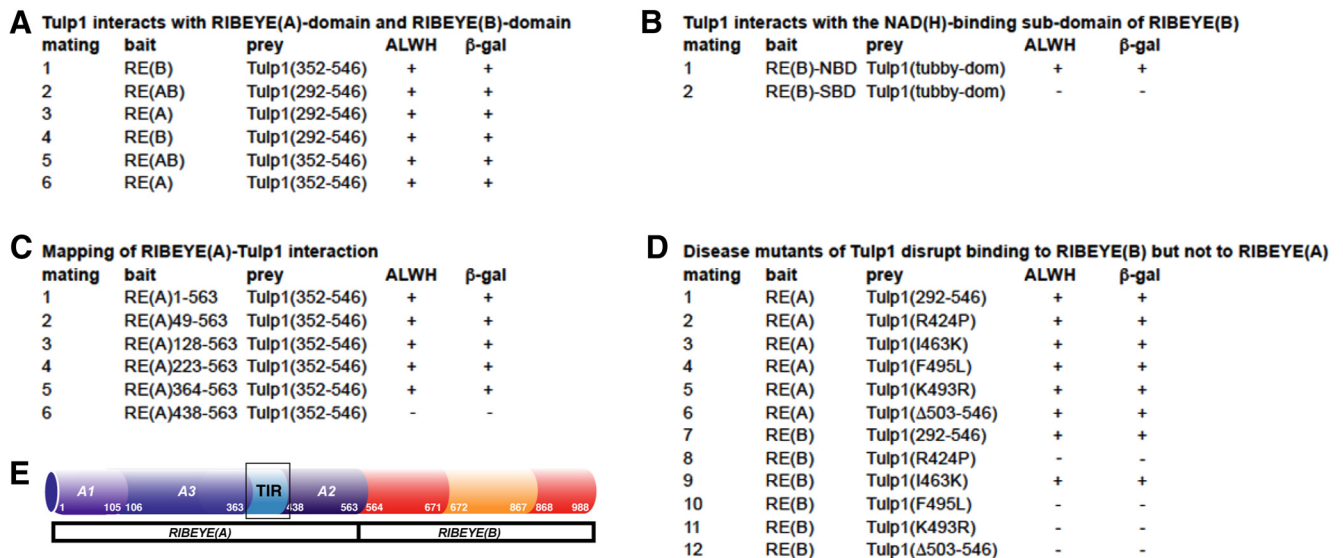 A Tulp1 interacts with RIBEYE(A)-domain and RIBEYE(B)-domain
mating bait prey ALWH β-gal
1 RE(B) Tulp1(352-546) + +
2 RE(AB) Tulp1(292-546) + +
3 RE(A) Tulp1(292-546) + +
4 RE(B) Tulp1(292-546) + +
5 RE(AB) Tulp1(352-546) + +
6 RE(A) Tulp1(352-546) + +
B Tulp1 interacts with the NAD(H)-binding sub-domain of RIBEYE(B)
mating bait prey ALWH β-gal
1 RE(B)-NBD Tulp1(tubby-dom) + +
2 RE(B)-SBD Tulp1(tubby-dom) - -
C Mapping of RIBEYE(A)-Tulp1 interaction
mating bait prey ALWH β-gal
1 RE(A)1-563 Tulp1(352-546) + +
2 RE(A)49-563 Tulp1(352-546) + +
3 RE(A)128-563 Tulp1(352-546) + +
4 RE(A)223-563 Tulp1(352-546) + +
5 RE(A)364-563 Tulp1(352-546) + +
6 RE(A)438-563 Tulp1(352-546) - -
D Disease mutants of Tulp1 disrupt binding to RIBEYE(B) but not to RIBEYE(A)
mating bait prey ALWH β-gal
1 RE(A) Tulp1(292-546) + +
2 RE(A) Tulp1(R424P) + +
3 RE(A) Tulp1(I463K) + +
4 RE(A) Tulp1(F495L) + +
5 RE(A) Tulp1(K493R) + +
6 RE(A) Tulp1(Δ503-546) + +
7 RE(B) Tulp1(292-546) + +
8 RE(B) Tulp1(R424P) - -
9 RE(B) Tulp1(I463K) + +
10 RE(B) Tulp1(F495L) - -
11 RE(B) Tulp1(K493R) - -
12 RE(B) Tulp1(Δ503-546) - -
E A1 A3 TIR A2
1 105 106 363 438 563 564 671 672 867 868 988
RIBEYE(A) RIBEYE(B)